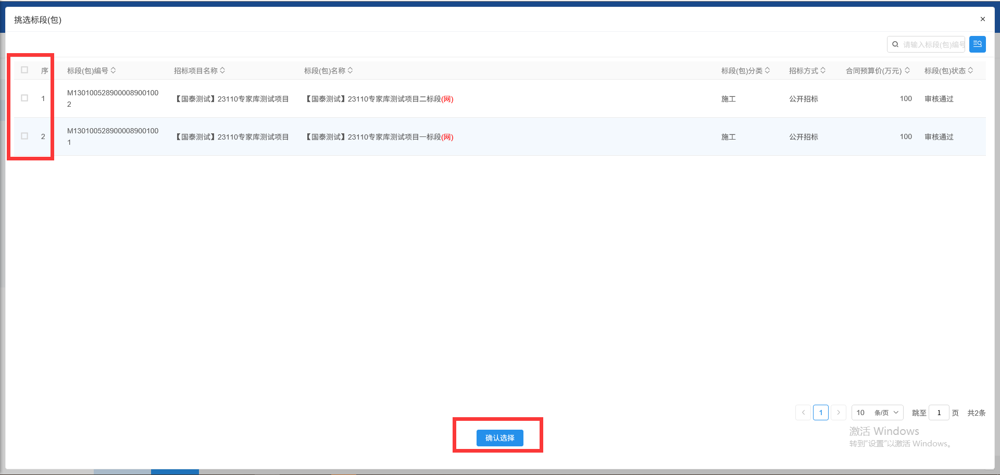 挑选标段(包)
×
请输入标段(包)编号
序
标段(包)编号
招标项目名称
标段(包)名称
标段(包)分类
招标方式
合同预算价(万元)
标段(包)状态
1
M1301005289000089001002
【国泰测试】23110专家库测试项目
【国泰测试】23110专家库测试项目二标段(网)
施工
公开招标
100
审核通过
2
M1301005289000089001001
【国泰测试】23110专家库测试项目
【国泰测试】23110专家库测试项目一标段(网)
施工
公开招标
100
审核通过
1
10 条/页
跳至 1 页 共2条
激活 Windows
转到“设置”以激活 Windows。
确认选择